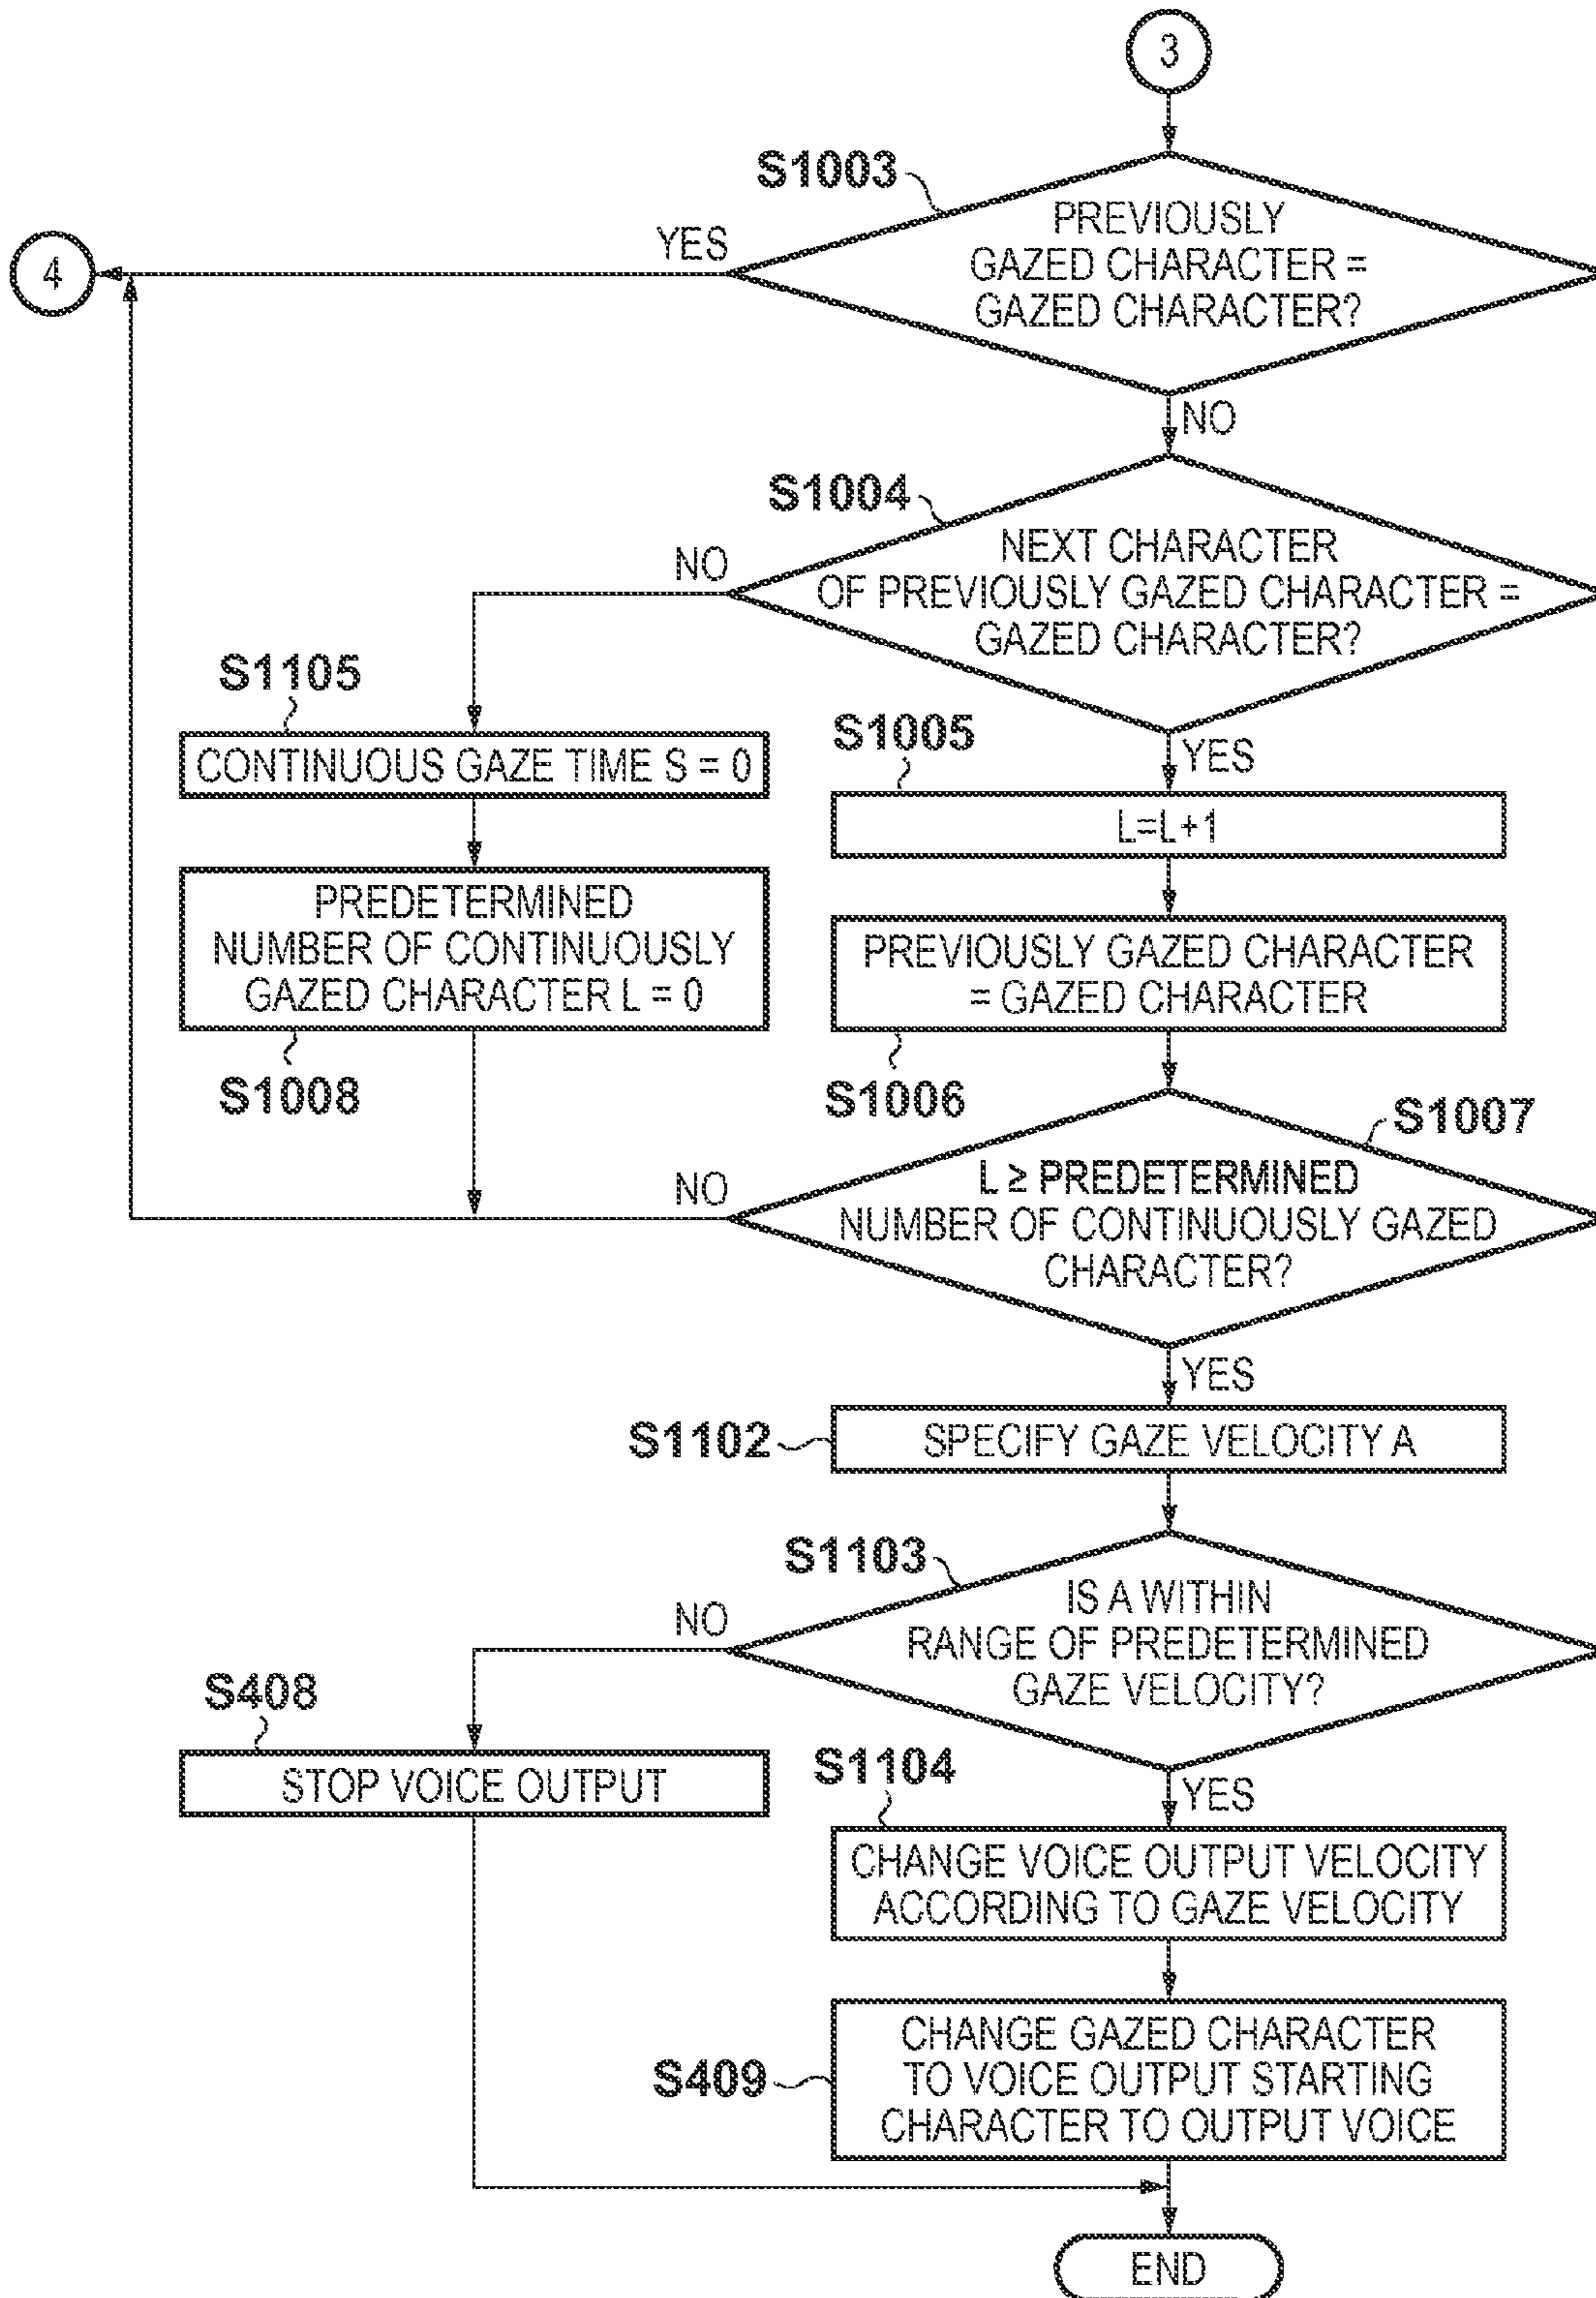 3
S1003
PREVIOUSLY
GAZED CHARACTER =
GAZED CHARACTER?
YES
4
NO
S1004
NEXT CHARACTER
OF PREVIOUSLY GAZED CHARACTER =
GAZED CHARACTER?
NO
S1105
CONTINUOUS GAZE TIME S = 0
YES
S1005
L=L+1
PREDETERMINED
NUMBER OF CONTINUOUSLY
GAZED CHARACTER L = 0
S1008
PREVIOUSLY GAZED CHARACTER
= GAZED CHARACTER
S1006
S1007
L ≥ PREDETERMINED
NUMBER OF CONTINUOUSLY GAZED
CHARACTER?
NO
YES
S1102
SPECIFY GAZE VELOCITY A
S1103
IS A WITHIN
RANGE OF PREDETERMINED
GAZE VELOCITY?
NO
S408
STOP VOICE OUTPUT
YES
S1104
CHANGE VOICE OUTPUT VELOCITY
ACCORDING TO GAZE VELOCITY
S409
CHANGE GAZED CHARACTER
TO VOICE OUTPUT STARTING
CHARACTER TO OUTPUT VOICE
END